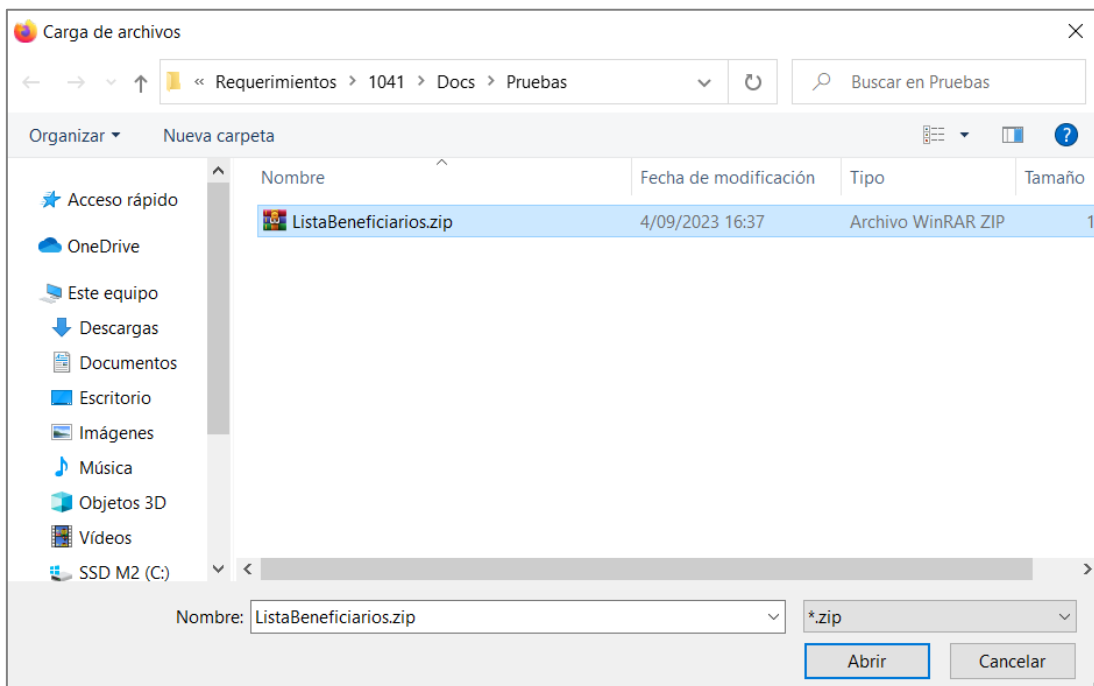 Carga de archivos
« Requerimientos > 1041 > Docs > Pruebas
Buscar en Pruebas
Organizar
Nueva carpeta
?
Nombre
Fecha de modificación
Tipo
Tamaño
ListaBeneficiarios.zip
4/09/2023 16:37
Archivo WinRAR ZIP
1
Acceso rápido
OneDrive
Este equipo
Descargas
Documentos
Escritorio
Imágenes
Música
Objetos 3D
Vídeos
SSD M2 (C:)
Nombre: ListaBeneficiarios.zip
*.zip
Abrir
Cancelar